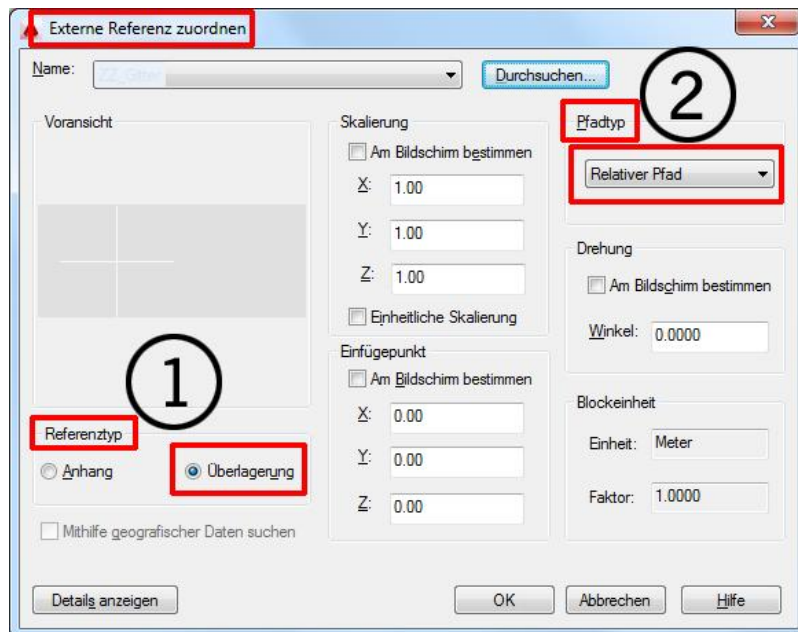 Externe Referenz zuordnen
Name: ZZ_Gitter
Durchsuchen...
2
Voransicht
Skalierung
Am Bildschirm bestimmen
X: 1.00
Y: 1.00
Z: 1.00
Einheitliche Skalierung
Pfadtyp
Relativer Pfad
Drehung
Am Bildschirm bestimmen
Winkel: 0.0000
1
Referenztyp
Anhang
Überlagerung
Einfügepunkt
Am Bildschirm bestimmen
X: 0.00
Y: 0.00
Z: 0.00
Blockeinheit
Einheit: Meter
Faktor: 1.0000
Mithilfe geografischer Daten suchen
Details anzeigen
OK
Abbrechen
Hilfe